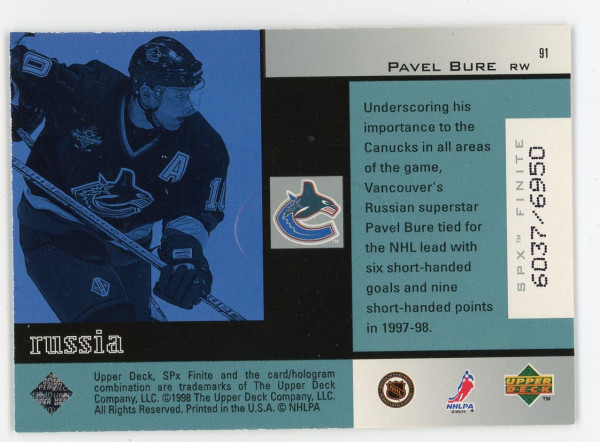 91
PAVEL BURE RW
Underscoring his
importance to the
Canucks in all areas
of the game,
Vancouver's
Russian superstar
Pavel Bure tied for
the NHL lead with
six short-handed
goals and nine
short-handed points
in 1997-98.
SPX™ FINITE
6037/6950
10
A
russia
Upper Deck, SPx Finite and the card/hologram
combination are trademarks of The Upper Deck
Company, LLC. ©1998 The Upper Deck Company, LLC.
All Rights Reserved. Printed in the U.S.A. © NHLPA
NHLPA
UPPER
DECK
TM